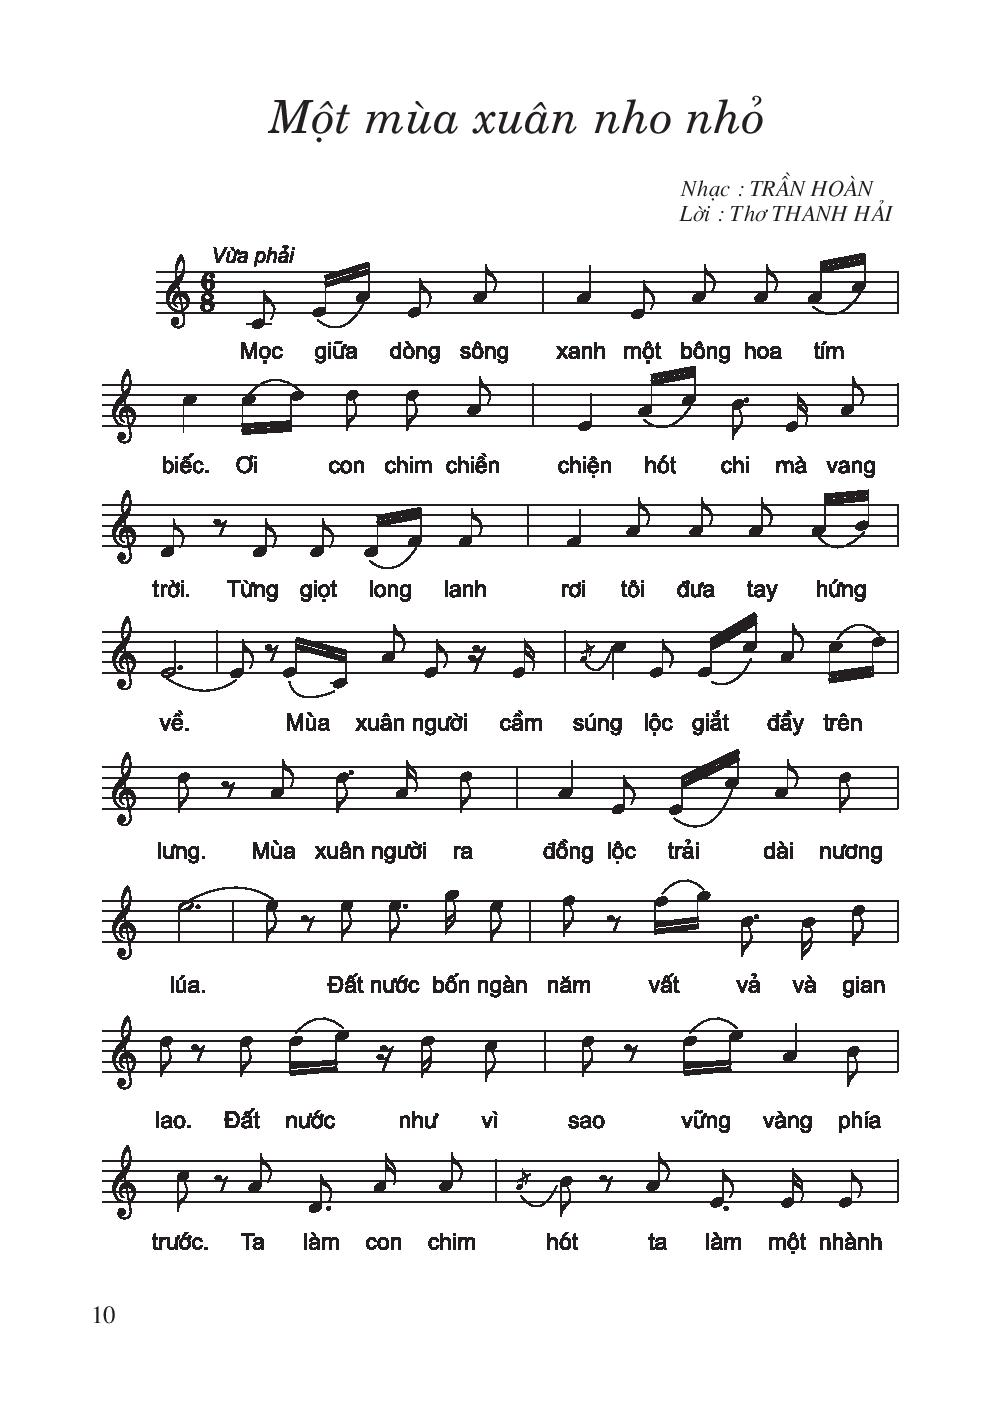 Một mùa xuân nho nhỏ
Nhạc : TRẦN HOÀN
Lời : Thơ THANH HẢI
Vừa phải
6
8
Mọc giữa dòng sông xanh một bông hoa tím
biếc. Ơi con chim chiền chiện hót chi mà vang
trời. Từng giọt long lanh rơi tôi đưa tay hứng
về. Mùa xuân người cầm súng lộc giắt đầy trên
lưng. Mùa xuân người ra đồng lộc trải dài nương
lúa. Đất nước bốn ngàn năm vất vả và gian
lao. Đất nước như vì sao vững vàng phía
trước. Ta làm con chim hót ta làm một nhành
10